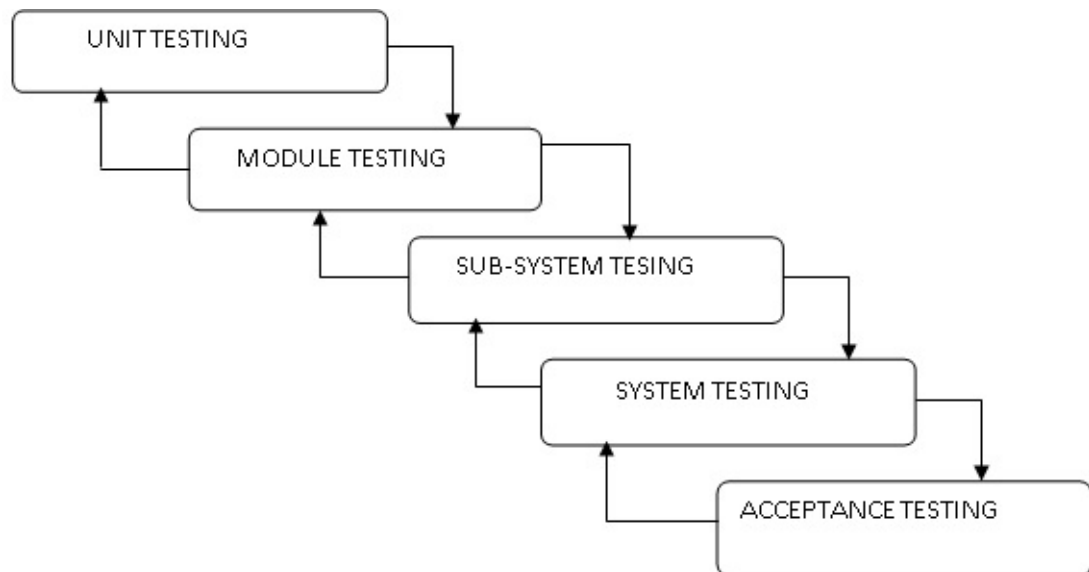 UNIT TESTING
MODULE TESTING
SUB-SYSTEM TESING
SYSTEM TESTING
ACCEPTANCE TESTING